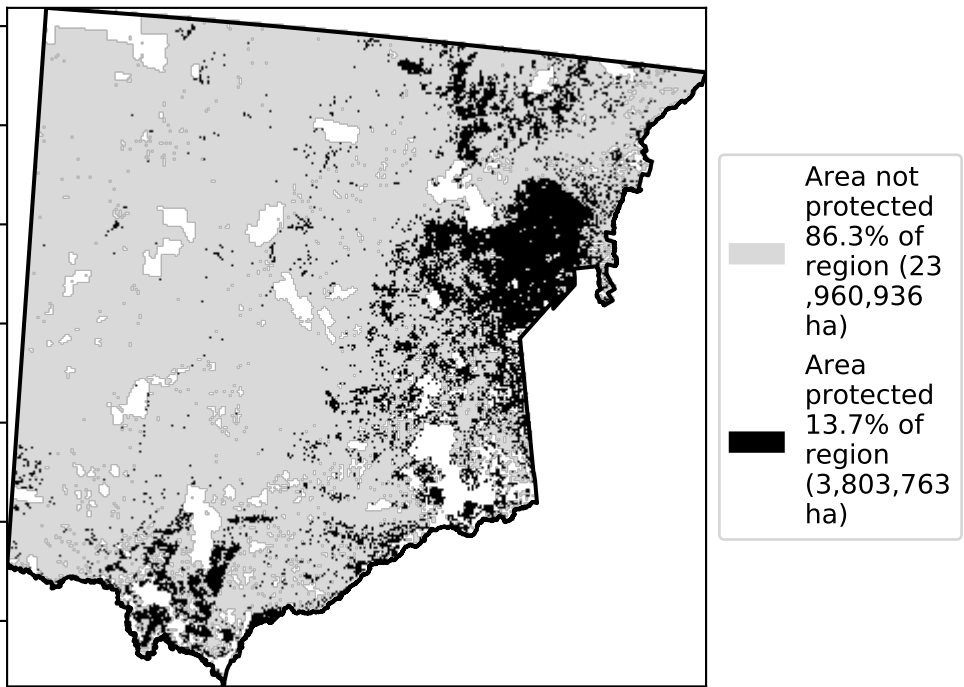 Area not
protected
86.3% of
region (23
,960,936
ha)
Area
protected
13.7% of
region
(3,803,763
ha)